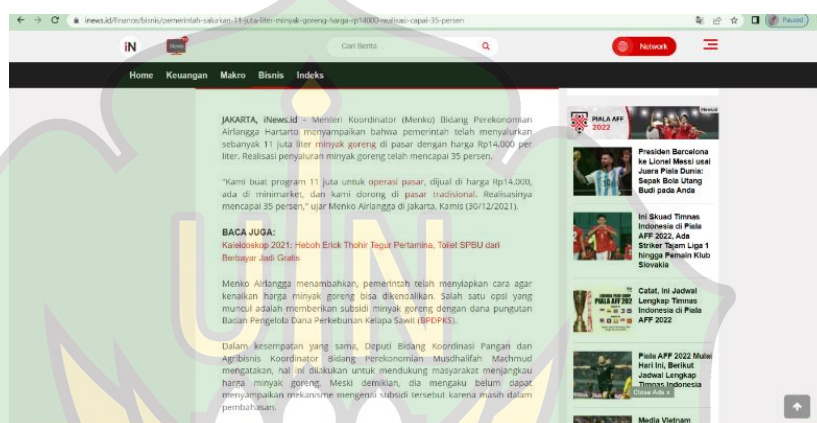 inews.id/finance/bisnis/pemerintah-salurkan-11-juta-liter-minyak-goreng-harga-rp14000-realisasi-capai-35-persen
Paused
iN
News
Cari Berita
Network
Home Keuangan Makro Bisnis Indeks
JAKARTA, iNews.id - Menteri Koordinator (Menko) Bidang Perekonomian
Airlangga Hartarto menyampaikan bahwa pemerintah telah menyalurkan
sebanyak 11 juta liter minyak goreng di pasar dengan harga Rp14.000 per
liter. Realisasi penyaluran minyak goreng telah mencapai 35 persen.
"Kami buat program 11 juta untuk operasi pasar, dijual di harga Rp14.000,
ada di minimarket, dan kami dorong di pasar tradisional. Realisasinya
mencapai 35 persen," ujar Menko Airlangga di Jakarta, Kamis (30/12/2021).
BACA JUGA:
Kaleidoskop 2021: Heboh Erick Thohir Tegur Pertamina, Toilet SPBU dari
Berbayar Jadi Gratis
Menko Airlangga menambahkan, pemerintah telah menyiapkan cara agar
kenaikan harga minyak goreng bisa dikendalikan. Salah satu opsi yang
muncul adalah memberikan subsidi minyak goreng dengan dana pungutan
Badan Pengelola Dana Perkebunan Kelapa Sawit (BPDPKS).
Dalam kesempatan yang sama, Deputi Bidang Koordinasi Pangan dan
Agribisnis Koordinator Bidang Perekonomian Musdhalifah Machmud
mengatakan, hal ini dilakukan untuk mendukung masyarakat menjangkau
harga minyak goreng. Meski demikian, dia mengaku belum dapat
menyampaikan mekanisme mengenai subsidi tersebut karena masih dalam
pembahasan.
PIALA AFF
2022
Presiden Barcelona
ke Lionel Messi usai
Juara Piala Dunia:
Sepak Bola Utang
Budi pada Anda
Ini Skuad Timnas
Indonesia di Piala
AFF 2022, Ada
Striker Tajam Liga 1
hingga Pemain Klub
Slovakia
PIALA AFF 202
Catat, Ini Jadwal
Lengkap Timnas
Indonesia di Piala
AFF 2022
Piala AFF 2022 Mulai
Hari Ini, Berikut
Jadwal Lengkap
Timnas Indonesia
Close Ads x
Media Vietnam